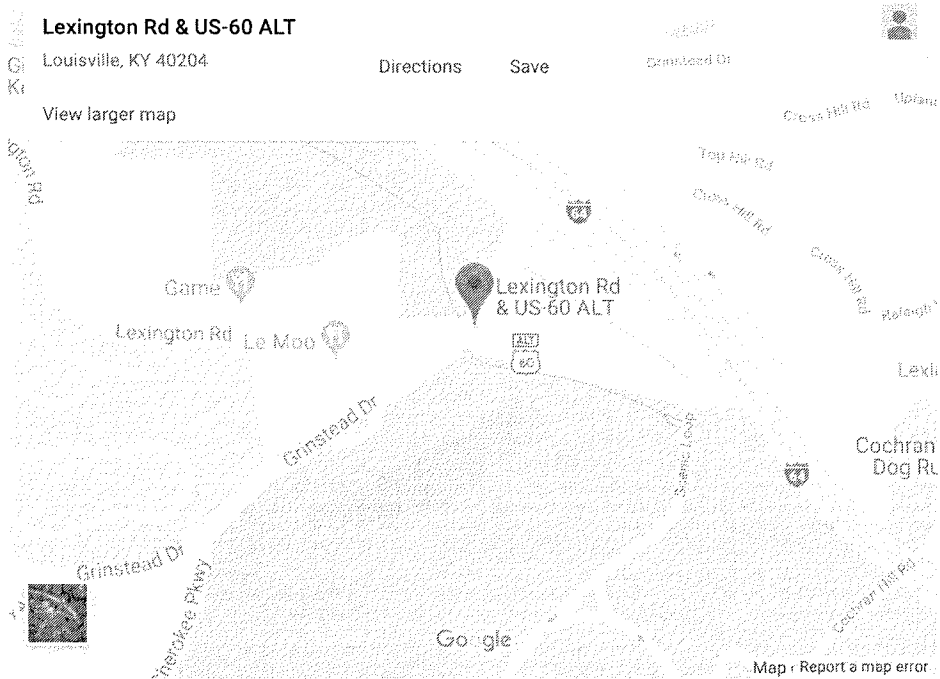 Lexington Rd & US-60 ALT
Louisville, KY 40204
Directions
Save
View larger map
Grinstead Dr
Cross Hill Rd
Top Hill Rd
Cross Hill Rd
Cross Hill Rd
Raleigh
64
Game
Lexington Rd
& US-60 ALT
Lexington Rd
Le Moo
ALT
60
Lexi
Grinstead Dr
Scenic Loop
Cochran
Dog Ru
64
Grinstead Dr
Cherokee Pkwy
Cochran Hill Rd
Google
Map
Report a map error